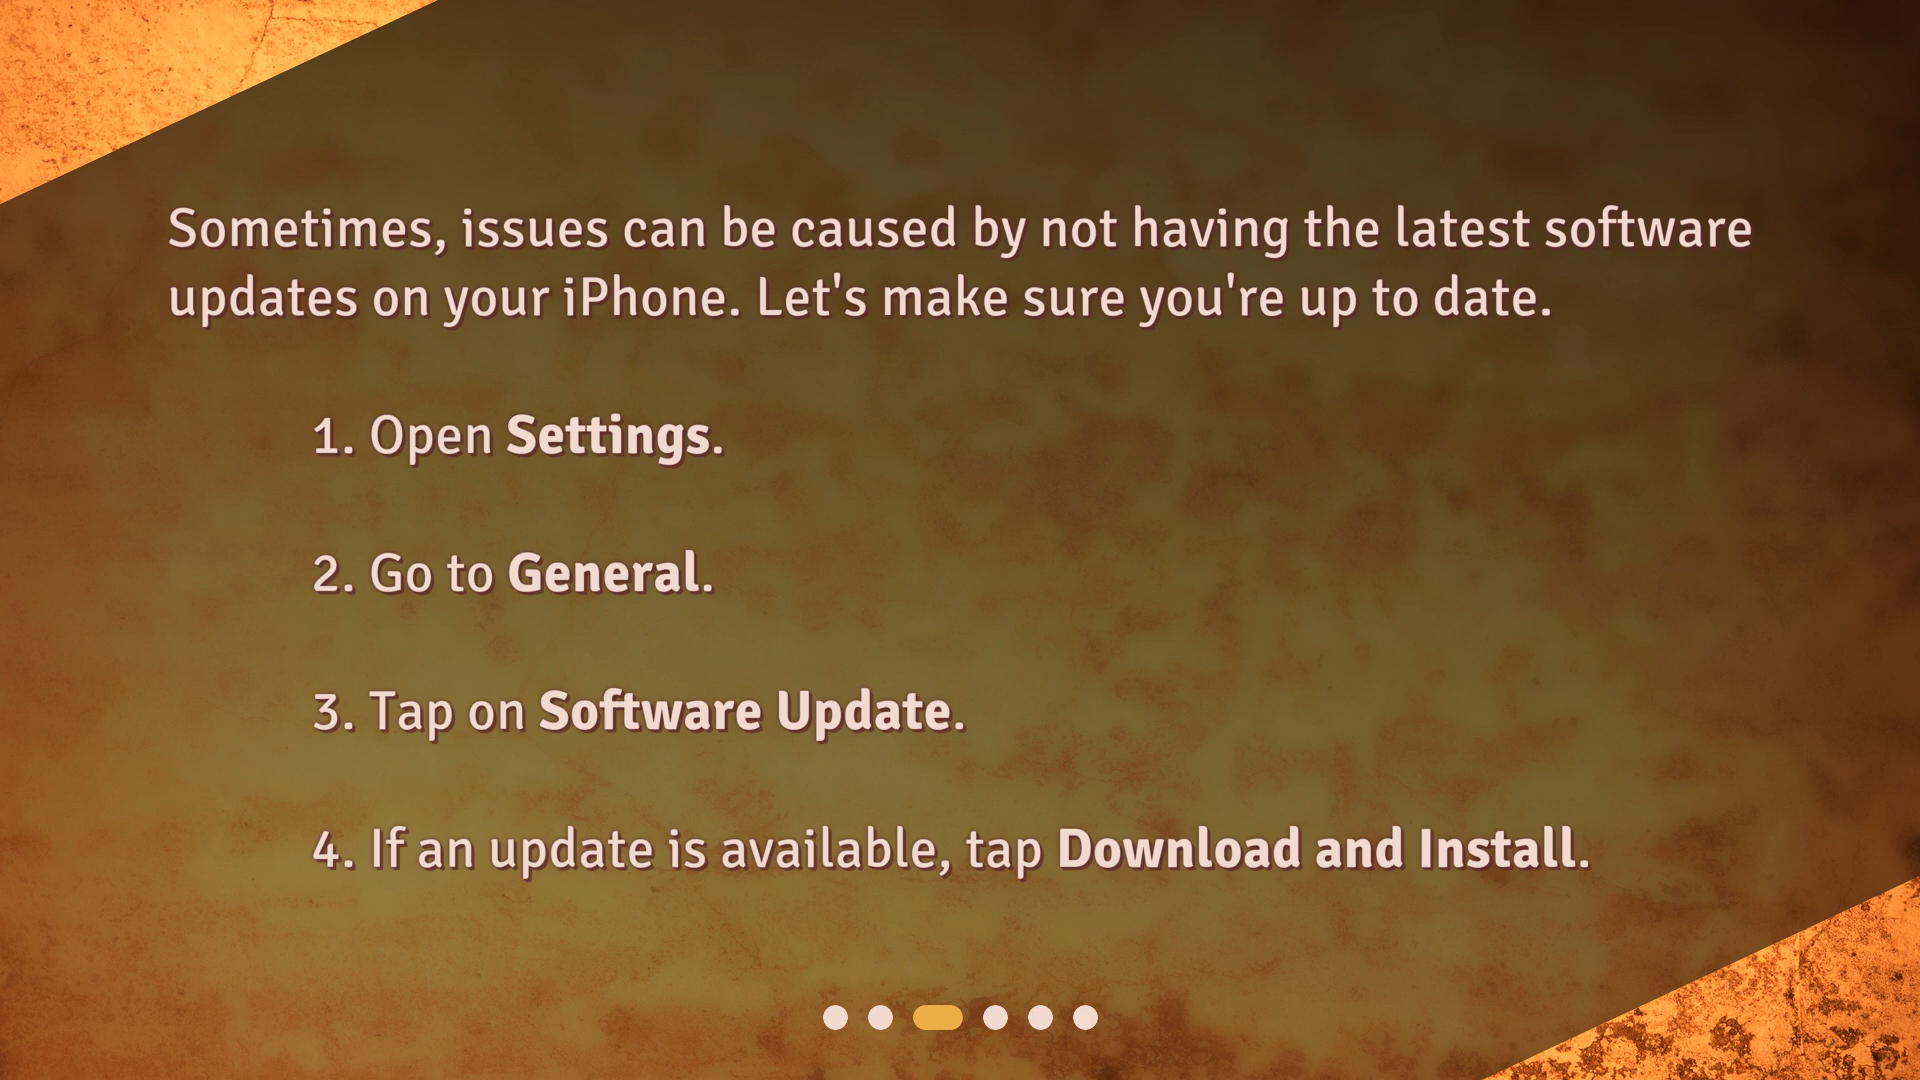 Sometimes, issues can be caused by not having the latest software
updates on your iPhone. Let's make sure you're up to date.
1. Open Settings.
2. Go to General.
3. Tap on Software Update.
4. If an update is available, tap Download and Install.